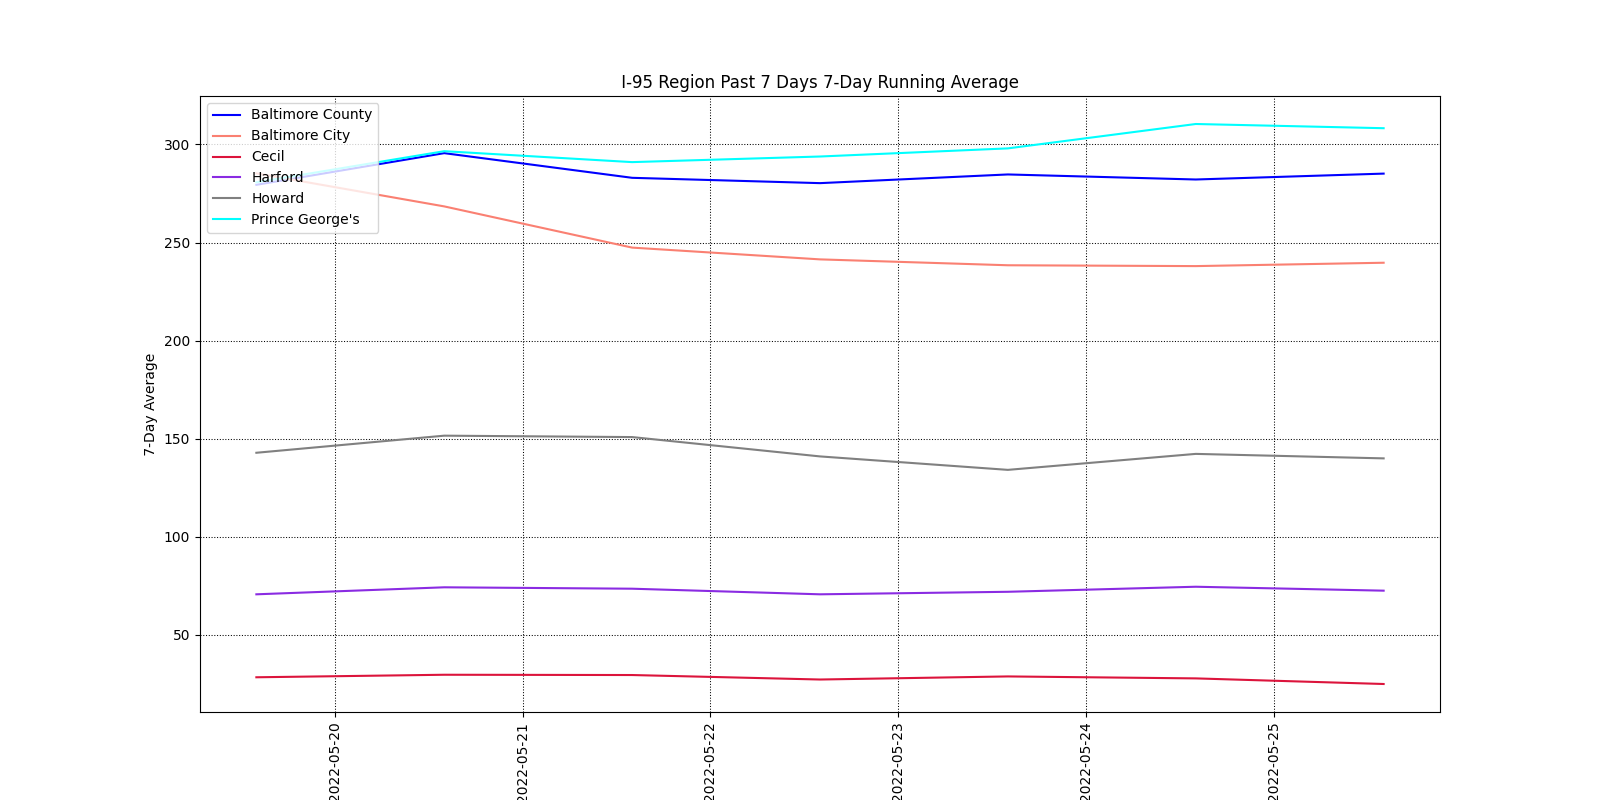 I-95 Region Past 7 Days 7-Day Running Average
Baltimore County
Baltimore City
Cecil
Harford
Howard
Prince George's
300
250
200
150
100
50
7-Day Average
2022-05-20
2022-05-21
2022-05-22
2022-05-23
2022-05-24
2022-05-25